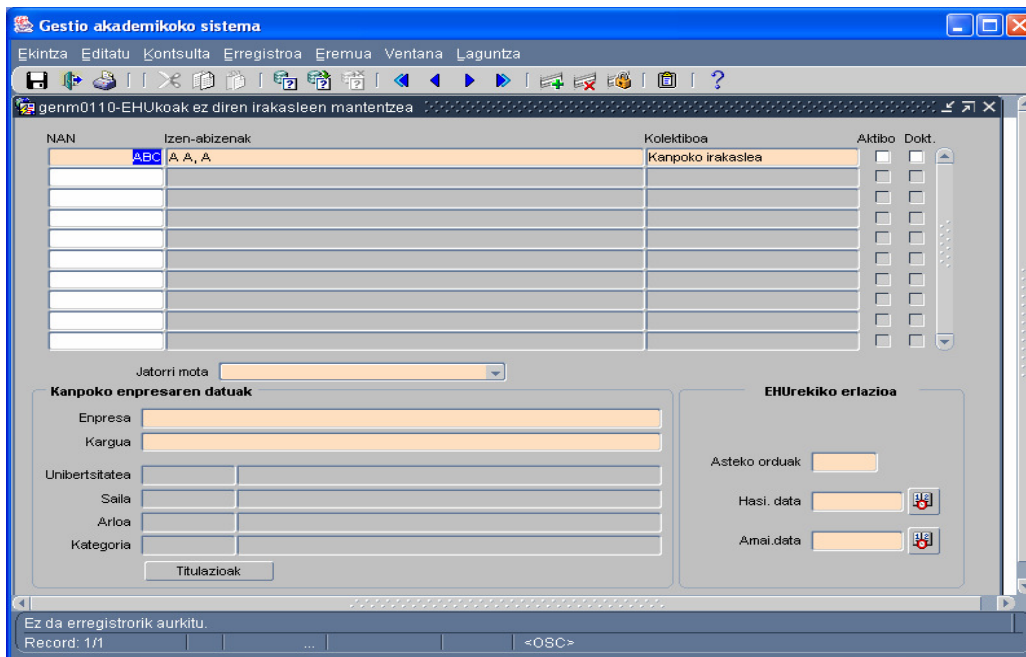 Gestio akademikoko sistema
Ekintza Editatu Kontsulta Erregistroa Eremua Ventana Laguntza
genm0110-EHUkoak ez diren irakasleen mantentzea
NAN Izen-abizenak Kolektiboa Aktibo Dokt.
ABC A A, A Kanpoko irakaslea
Jatorri mota
Kanpoko enpresaren datuak EHUrekiko erlazioa
Enpresa
Kargua
Asteko orduak
Unibertsitatea
Saila Hasi. data
Arloa
Kategoria Amai.data
Titulazioak
Ez da erregistrorik aurkitu.
Record: 1/1 ... <OSC>